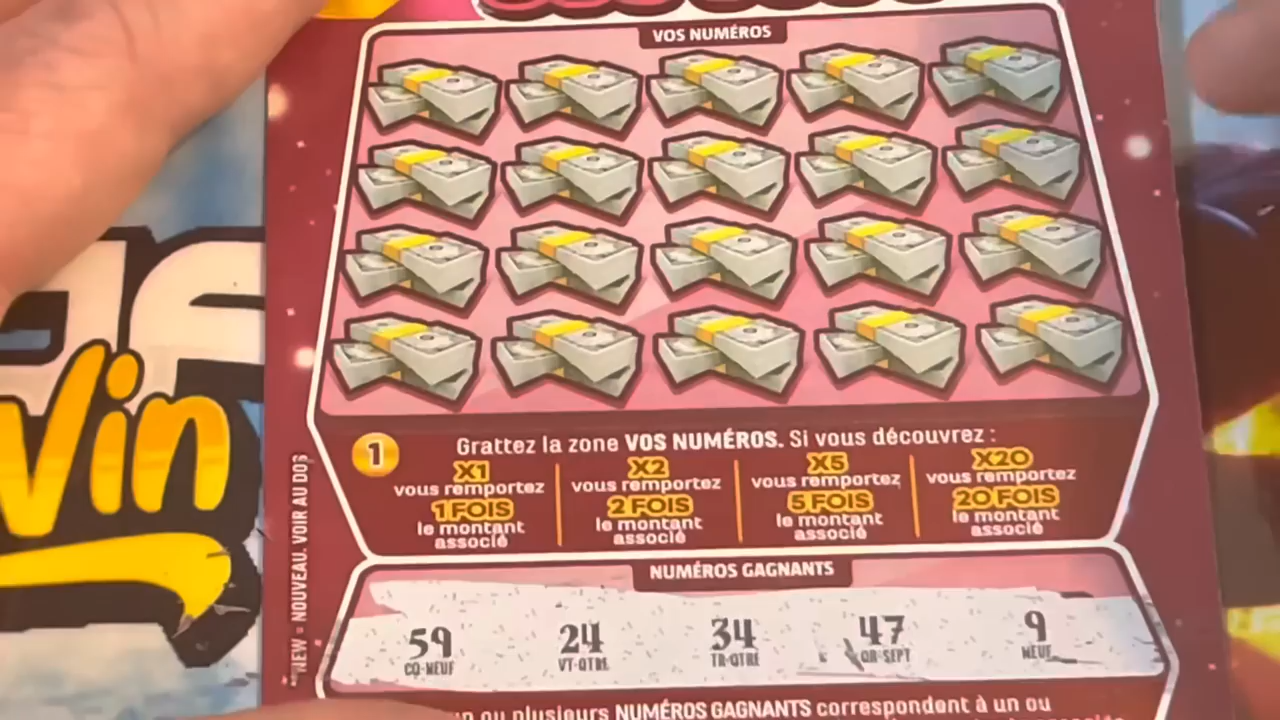 VOS NUMÉROS
1
Grattez la zone VOS NUMÉROS. Si vous découvrez :
X1
vous remportez
1 FOIS
le montant
associé
X2
vous remportez
2 FOIS
le montant
associé
X5
vous remportez
5 FOIS
le montant
associé
X20
vous remportez
20 FOIS
le montant
associé
NUMÉROS GAGNANTS
59 24 34 47 9
CQ-NEUF VT-QTRE TR-QTRE QR-SEPT NEUF
ou plusieurs NUMÉROS GAGNANTS correspondent à un ou
*NEW = NOUVEAU. VOIR AU DOS
Vin